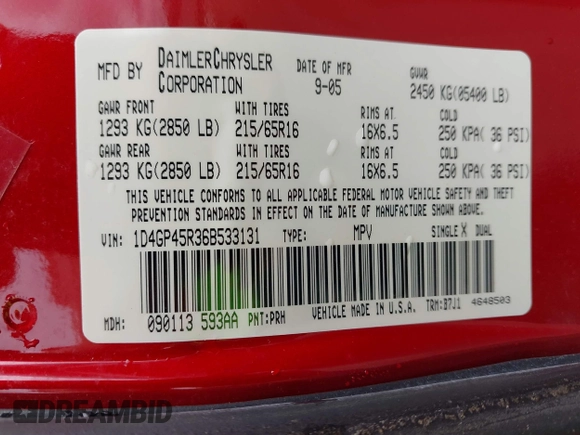 MFD BY DAIMLERCHRYSLER CORPORATION
DATE OF MFR 9-05
GVWR 2450 KG(05400 LB)
GAWR FRONT WITH TIRES RIMS AT COLD
1293 KG(2850 LB) 215/65R16 16X6.5 250 KPA( 36 PSI)
GAWR REAR WITH TIRES RIMS AT COLD
1293 KG(2850 LB) 215/65R16 16X6.5 250 KPA( 36 PSI)
THIS VEHICLE CONFORMS TO ALL APPLICABLE FEDERAL MOTOR VEHICLE SAFETY AND THEFT
PREVENTION STANDARDS IN EFFECT ON THE DATE OF MANUFACTURE SHOWN ABOVE.
VIN: 1D4GP45R36B533131 TYPE: MPV SINGLE X DUAL
MDH: 090113 593AA PNT:PRH VEHICLE MADE IN U.S.A. TRM:B7J1 4648503
DREAMBID